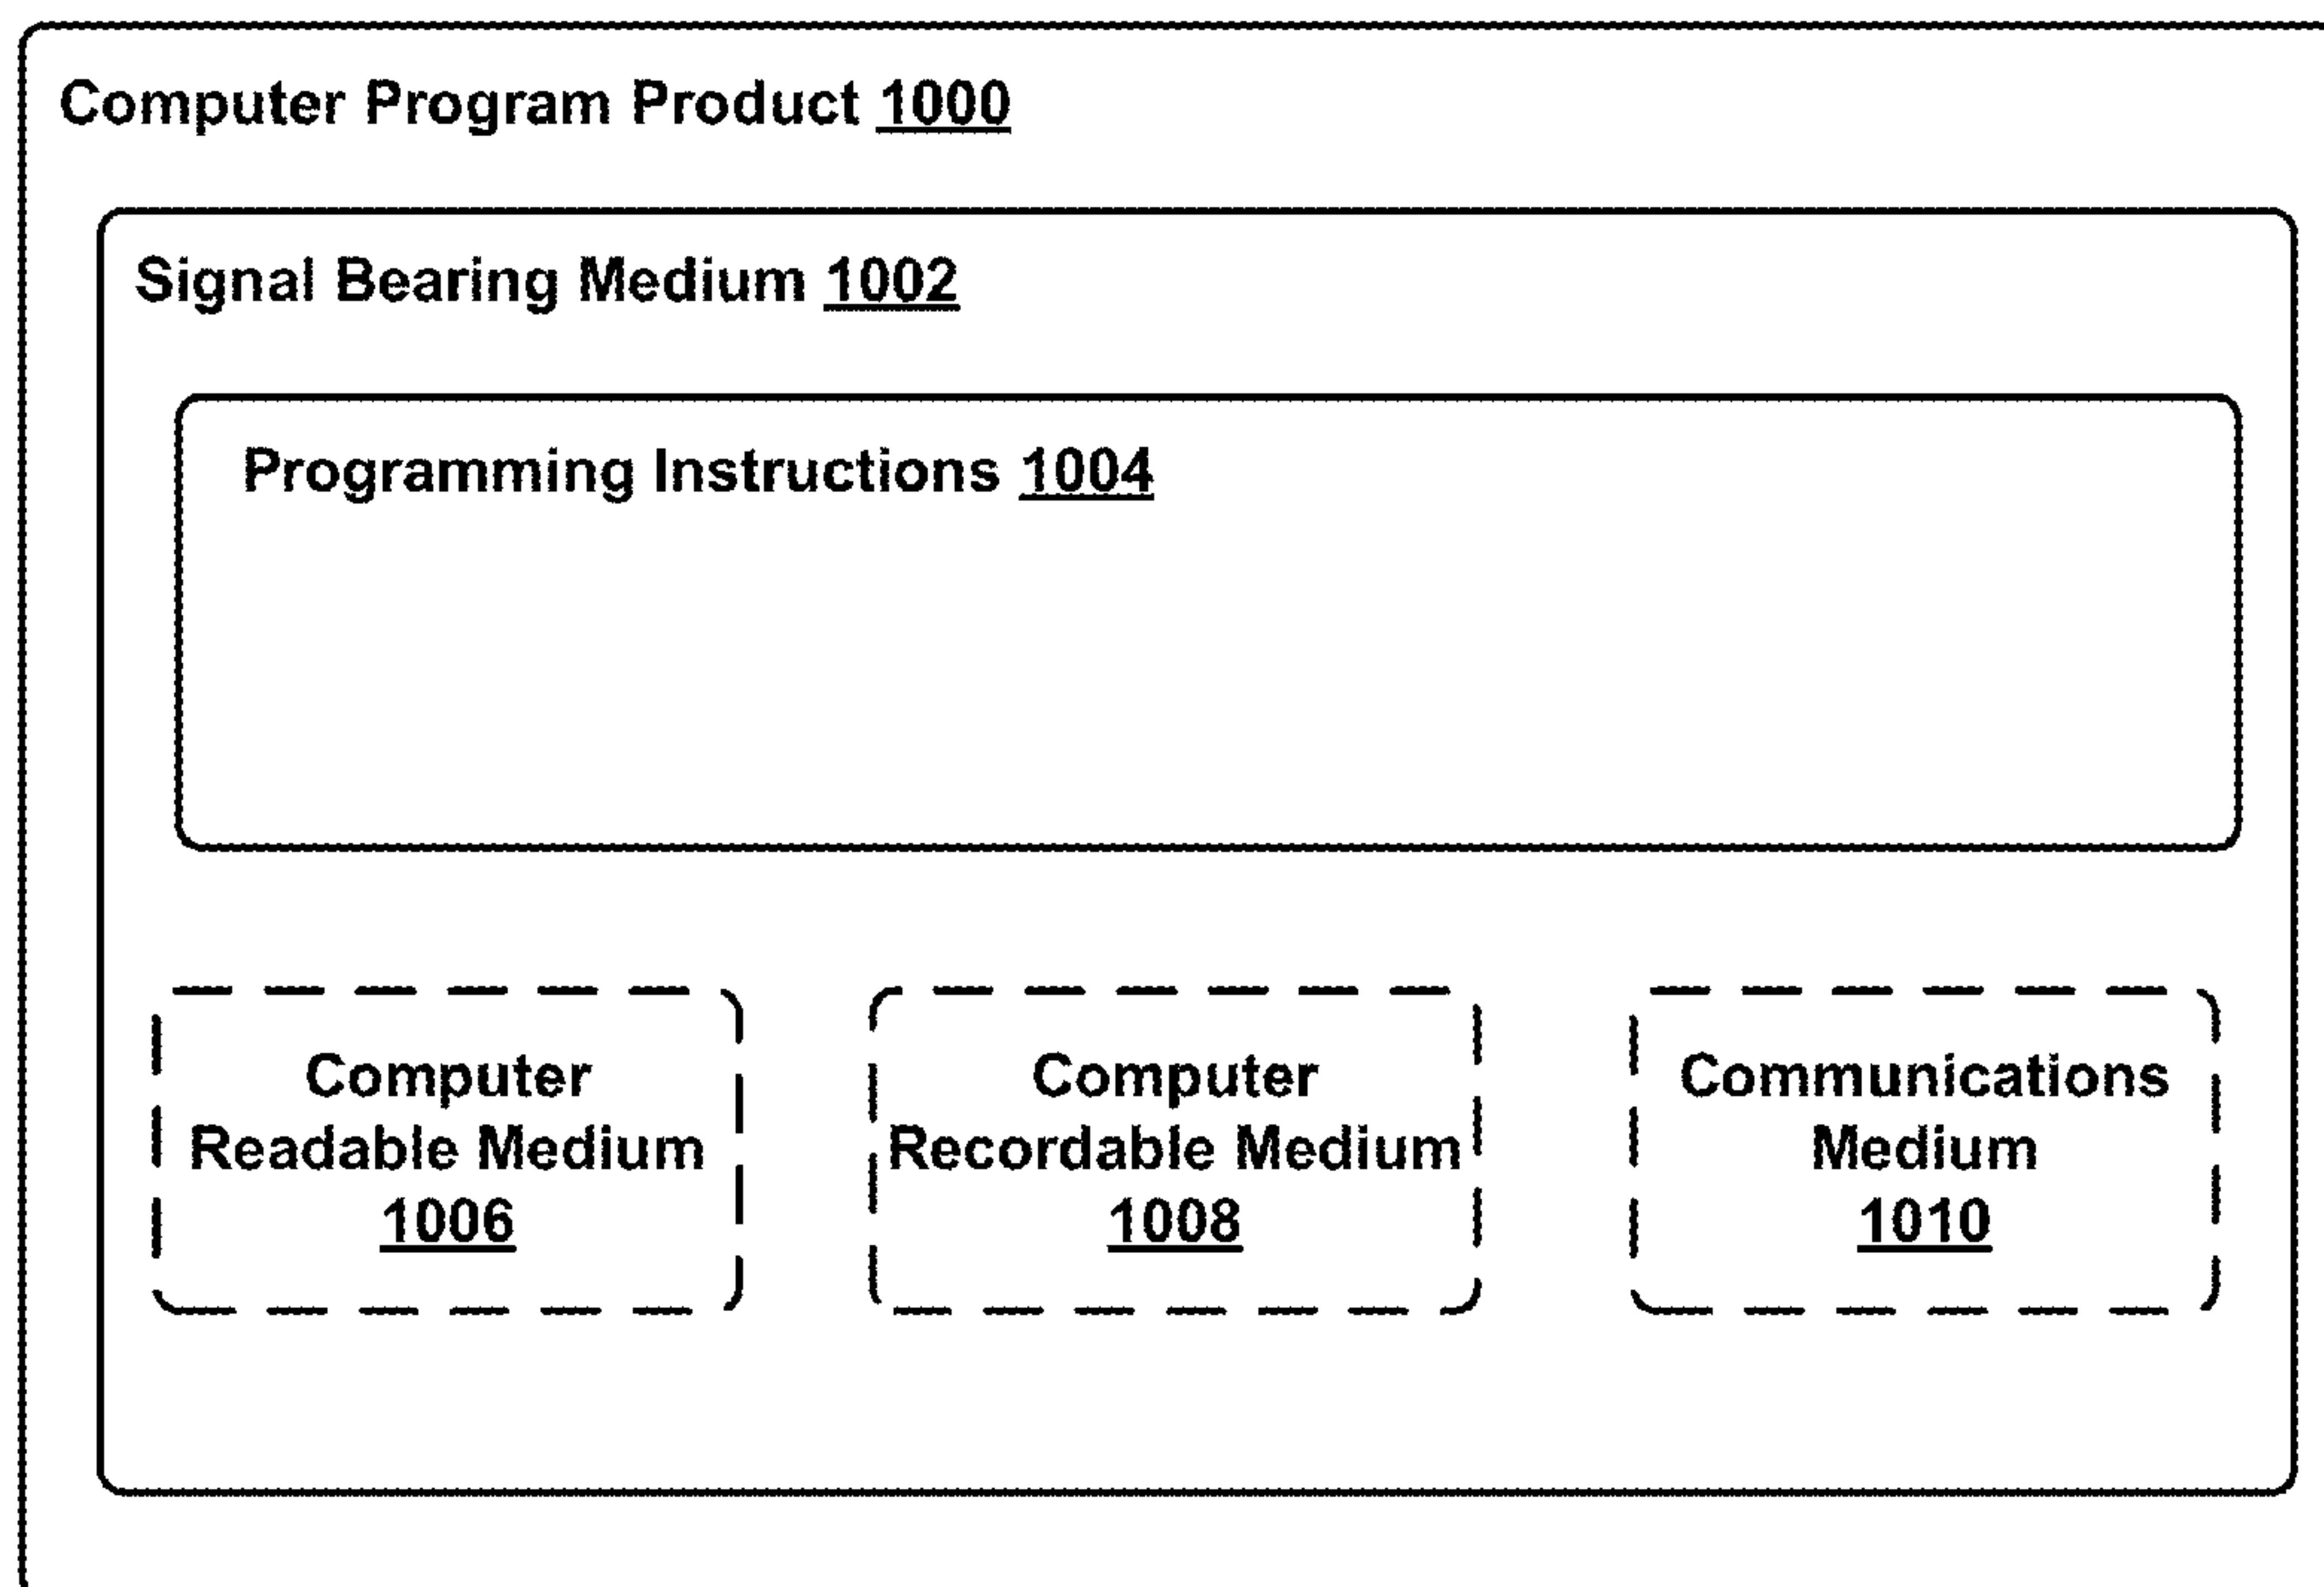 Computer Program Product 1000
Signal Bearing Medium 1002
Programming Instructions 1004
Computer
Readable Medium
1006
Computer
Recordable Medium
1008
Communications
Medium
1010